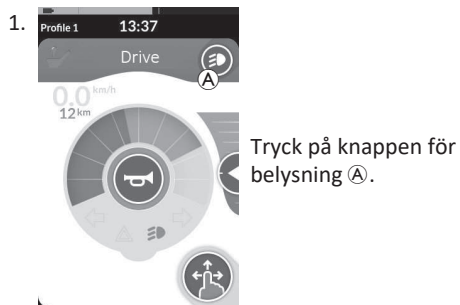 1.
Profile 1 13:37
Drive
A
0.0 km/h
12 km
Tryck på knappen för
belysning Ⓐ.